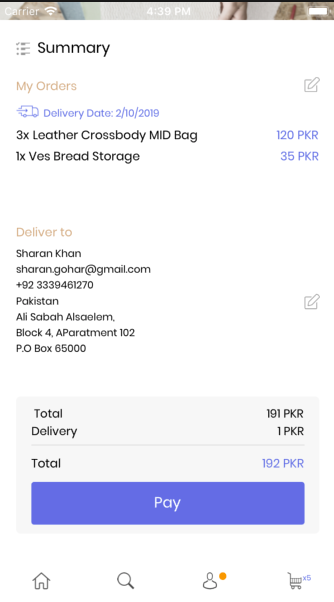 Carrier 4:39 PM
Summary
My Orders
Delivery Date: 2/10/2019
3x Leather Crossbody MID Bag 120 PKR
1x Ves Bread Storage 35 PKR
Deliver to
Sharan Khan
sharan.gohar@gmail.com
+92 3339461270
Pakistan
Ali Sabah Alsaelem,
Block 4, AParatment 102
P.O Box 65000
Total 191 PKR
Delivery 1 PKR
Total 192 PKR
Pay
x5